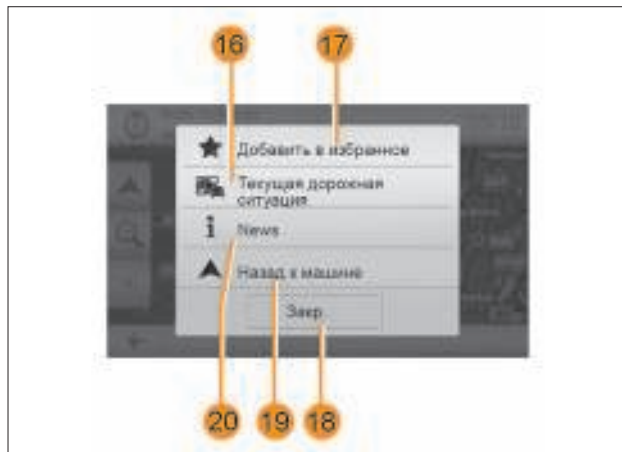 16
17
Добавить в избранное
Текущая дорожная
ситуация
News
Назад к машине
Закр.
20
19
18